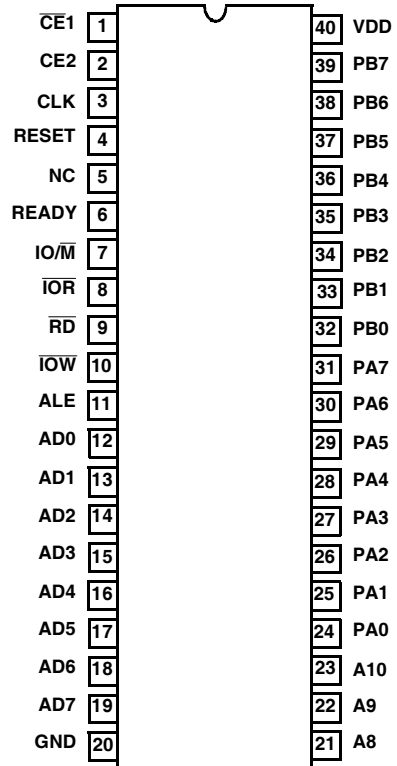 C̅E̅1 1 40 VDD
CE2 2 39 PB7
CLK 3 38 PB6
RESET 4 37 PB5
NC 5 36 PB4
READY 6 35 PB3
IO/M̅ 7 34 PB2
I̅O̅R̅ 8 33 PB1
R̅D̅ 9 32 PB0
I̅O̅W̅ 10 31 PA7
ALE 11 30 PA6
AD0 12 29 PA5
AD1 13 28 PA4
AD2 14 27 PA3
AD3 15 26 PA2
AD4 16 25 PA1
AD5 17 24 PA0
AD6 18 23 A10
AD7 19 22 A9
GND 20 21 A8